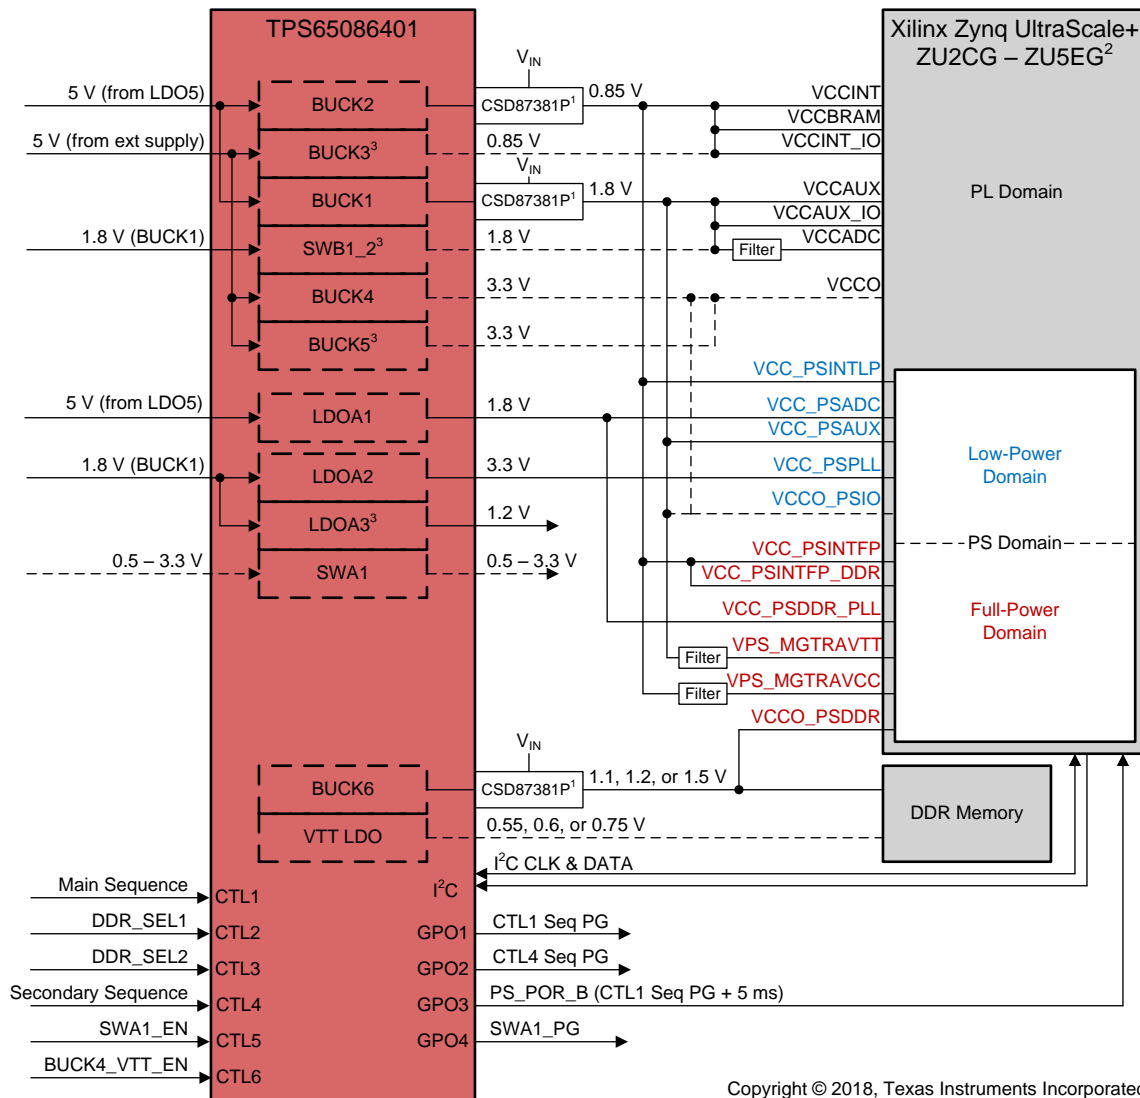 TPS65086401
Xilinx Zynq UltraScale+
ZU2CG – ZU5EG²
V_IN
5 V (from LDO5)
BUCK2
CSD87381P¹
0.85 V
VCCINT
VCCBRAM
5 V (from ext supply)
BUCK3³
0.85 V
VCCINT_IO
V_IN
BUCK1
CSD87381P¹
1.8 V
VCCAUX
PL Domain
VCCAUX_IO
1.8 V (BUCK1)
SWB1_2³
1.8 V
Filter
VCCADC
BUCK4
3.3 V
VCCO
BUCK5³
3.3 V
VCC_PSINTLP
5 V (from LDO5)
LDOA1
1.8 V
VCC_PSADC
VCC_PSAUX
1.8 V (BUCK1)
LDOA2
3.3 V
VCC_PSPLL
Low-Power
Domain
VCCO_PSIO
LDOA3³
1.2 V
PS Domain
0.5 – 3.3 V
SWA1
0.5 – 3.3 V
VCC_PSINTFP
VCC_PSINTFP_DDR
VCC_PSDDR_PLL
Full-Power
Domain
Filter
VPS_MGTRAVTT
Filter
VPS_MGTRAVCC
VCCO_PSDDR
V_IN
BUCK6
CSD87381P¹
1.1, 1.2, or 1.5 V
DDR Memory
VTT LDO
0.55, 0.6, or 0.75 V
I²C CLK & DATA
I²C
Main Sequence
CTL1
DDR_SEL1
CTL2
GPO1
CTL1 Seq PG
DDR_SEL2
CTL3
GPO2
CTL4 Seq PG
Secondary Sequence
CTL4
GPO3
PS_POR_B (CTL1 Seq PG + 5 ms)
SWA1_EN
CTL5
GPO4
SWA1_PG
BUCK4_VTT_EN
CTL6
Copyright © 2018, Texas Instruments Incorporated